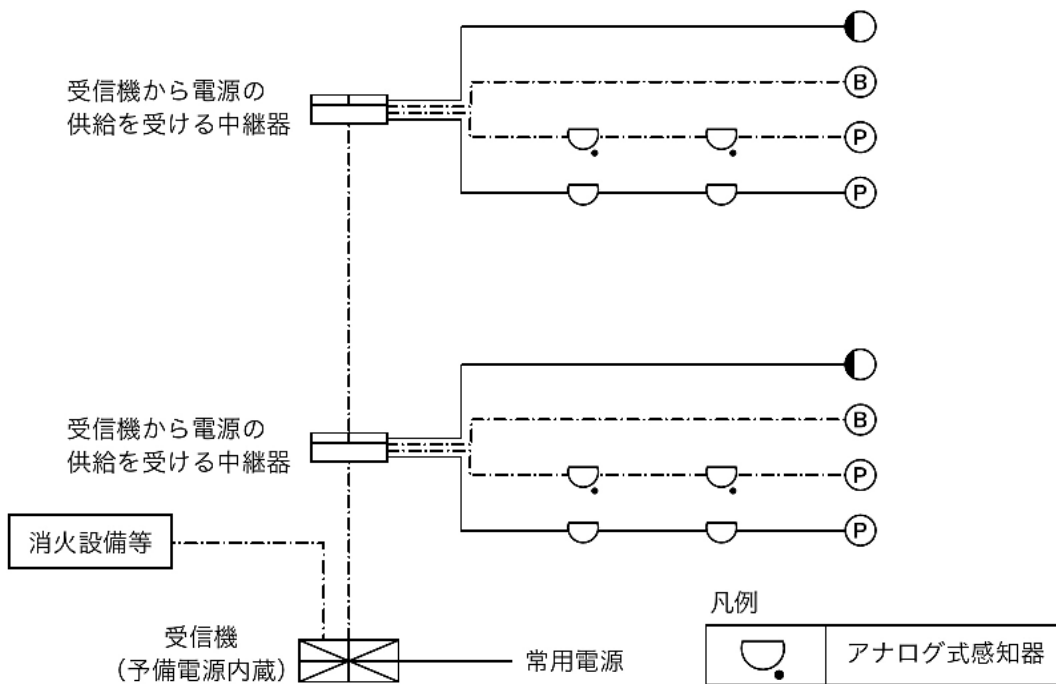 受信機から電源の
供給を受ける中継器
B
P
P
受信機から電源の
供給を受ける中継器
B
P
P
消火設備等
受信機
（予備電源内蔵）
常用電源
凡例
アナログ式感知器